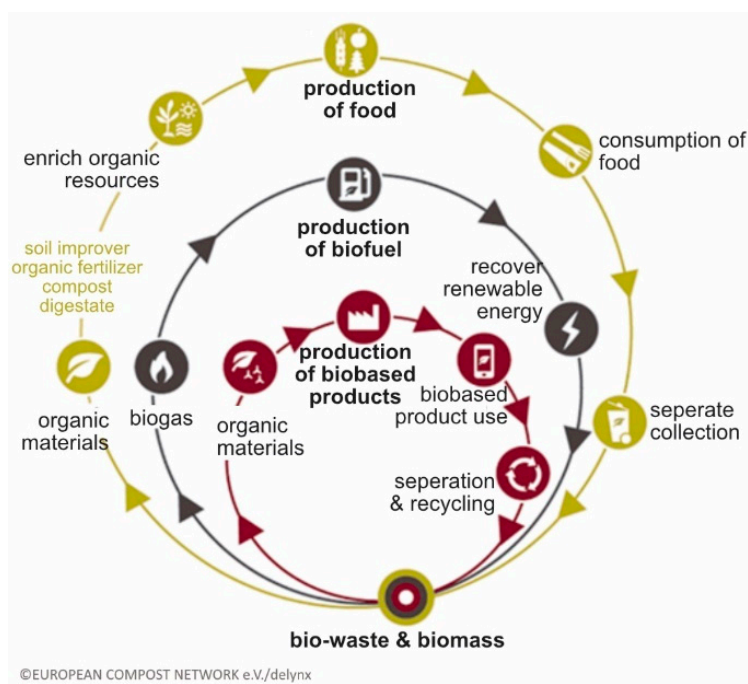 production
of food
consumption of
food
enrich organic
resources
production
of biofuel
soil improver
organic fertilizer
compost
digestate
recover
renewable
energy
production
of biobased
products
biobased
product use
organic
materials
biogas
organic
materials
seperate
collection
seperation
& recycling
bio-waste & biomass
©EUROPEAN COMPOST NETWORK e.V./delynx